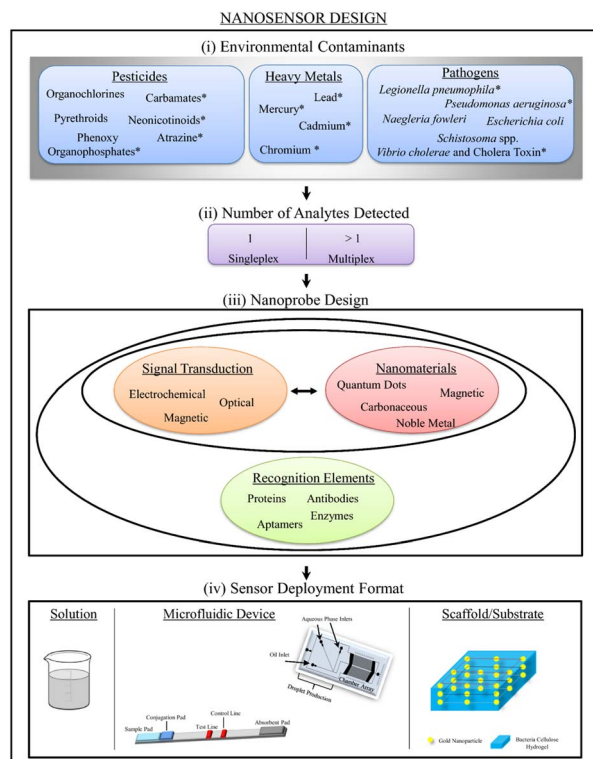 NANOSENSOR DESIGN
(i) Environmental Contaminants
Pesticides
Organochlorines
Carbamates*
Pyrethroids
Neonicotinoids*
Phenoxy
Atrazine*
Organophosphates*
Heavy Metals
Lead*
Mercury*
Cadmium*
Chromium *
Pathogens
Legionella pneumophila*
Pseudomonas aeruginosa*
Naegleria fowleri
Escherichia coli
Schistosoma spp.
Vibrio cholerae and Cholera Toxin*
(ii) Number of Analytes Detected
1
> 1
Singleplex
Multiplex
(iii) Nanoprobe Design
Signal Transduction
Electrochemical
Optical
Magnetic
Nanomaterials
Quantum Dots
Magnetic
Carbonaceous
Noble Metal
Recognition Elements
Proteins
Antibodies
Enzymes
Aptamers
(iv) Sensor Deployment Format
Solution
Microfluidic Device
Aqueous Phase Inlets
Oil Inlet
Chamber Array
Droplet Production
Control Line
Conjugation Pad
Test Line
Absorbent Pad
Sample Pad
Scaffold/Substrate
Gold Nanoparticle
Bacteria Cellulose
Hydrogel